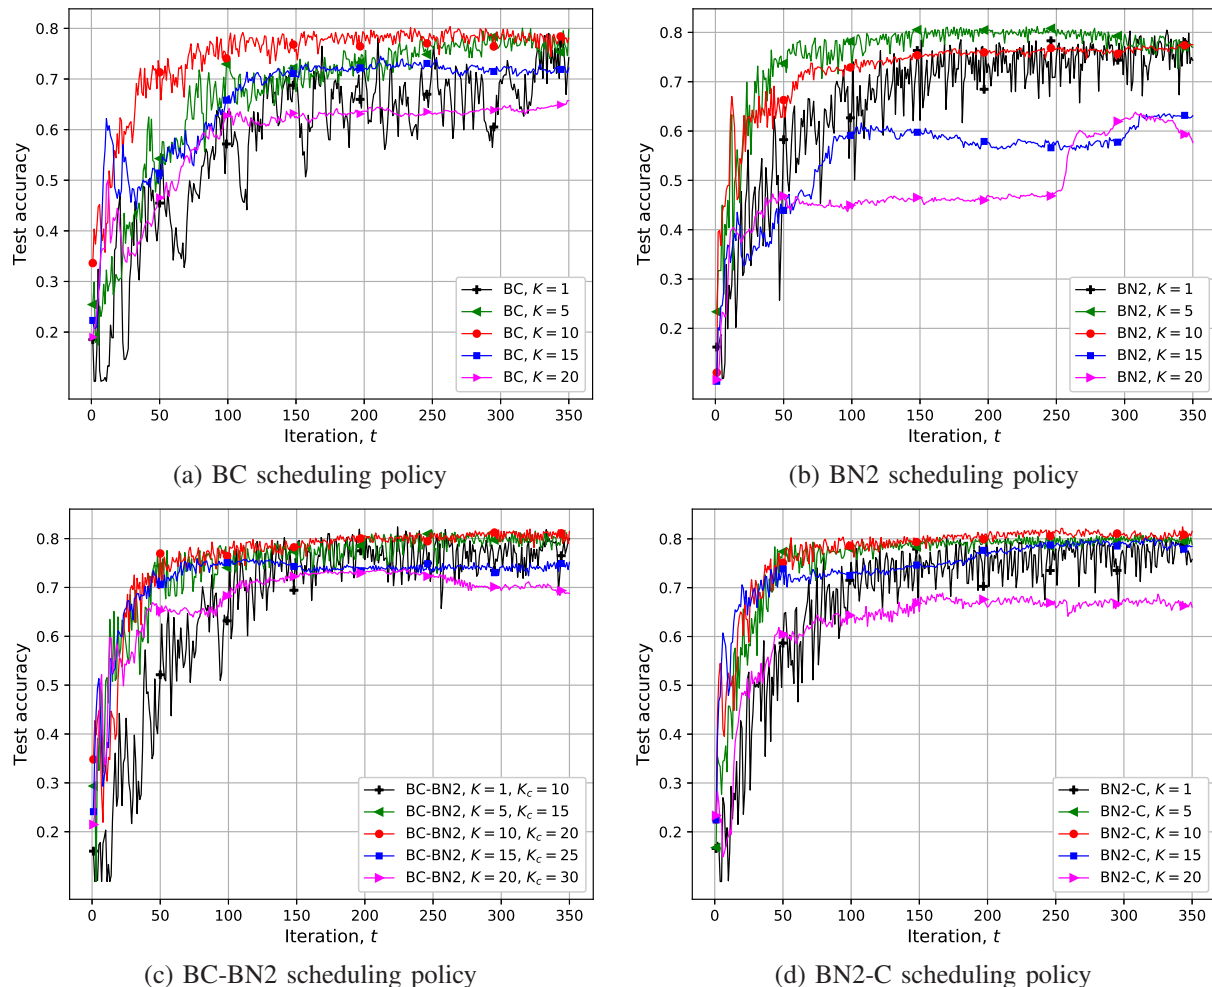 0.8
0.7
0.6
0.5
0.4
0.3
0.2
Test accuracy
BC, K = 1
BC, K = 5
BC, K = 10
BC, K = 15
BC, K = 20
0 50 100 150 200 250 300 350
Iteration, t
(a) BC scheduling policy
0.8
0.7
0.6
0.5
0.4
0.3
0.2
Test accuracy
BN2, K = 1
BN2, K = 5
BN2, K = 10
BN2, K = 15
BN2, K = 20
0 50 100 150 200 250 300 350
Iteration, t
(b) BN2 scheduling policy
0.8
0.7
0.6
0.5
0.4
0.3
0.2
Test accuracy
BC-BN2, K = 1, K_c = 10
BC-BN2, K = 5, K_c = 15
BC-BN2, K = 10, K_c = 20
BC-BN2, K = 15, K_c = 25
BC-BN2, K = 20, K_c = 30
0 50 100 150 200 250 300 350
Iteration, t
(c) BC-BN2 scheduling policy
0.8
0.7
0.6
0.5
0.4
0.3
0.2
Test accuracy
BN2-C, K = 1
BN2-C, K = 5
BN2-C, K = 10
BN2-C, K = 15
BN2-C, K = 20
0 50 100 150 200 250 300 350
Iteration, t
(d) BN2-C scheduling policy